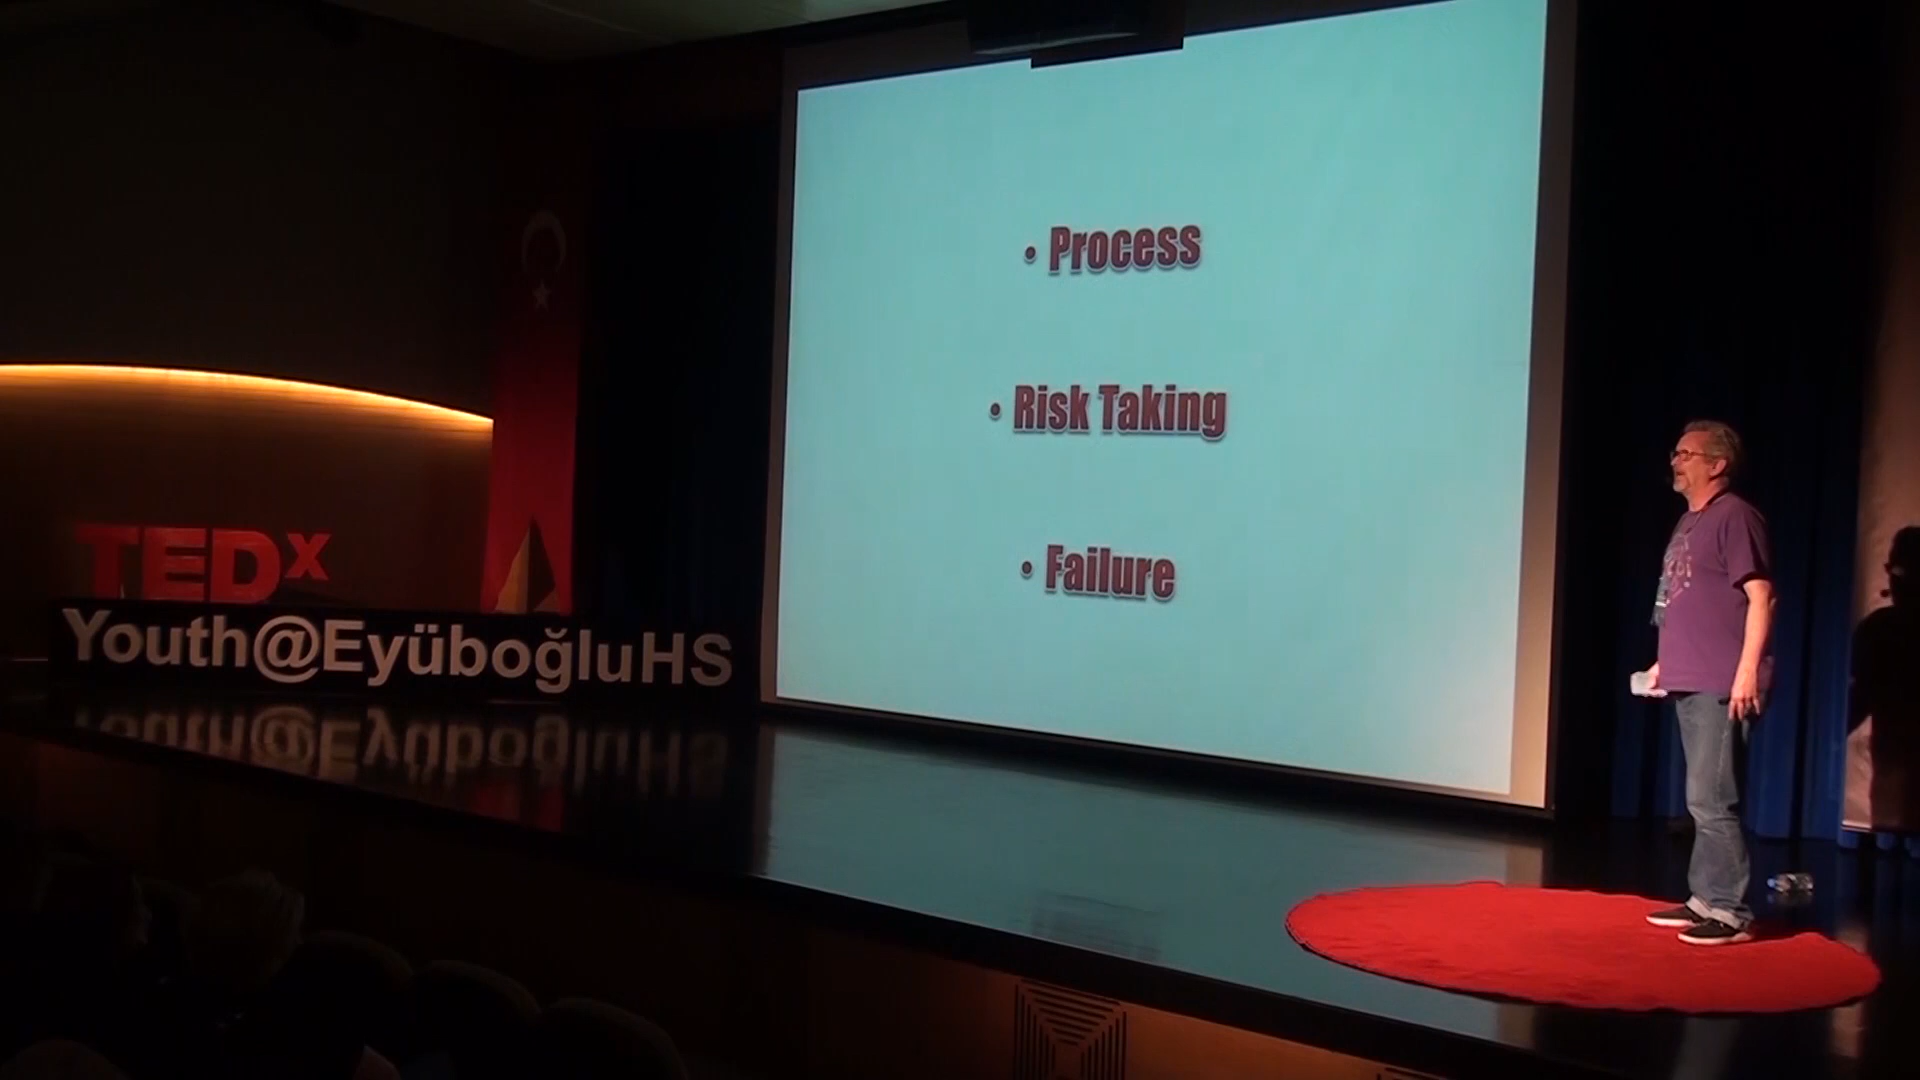 • Process
• Risk Taking
• Failure
TEDx
Youth@EyüboğluHS